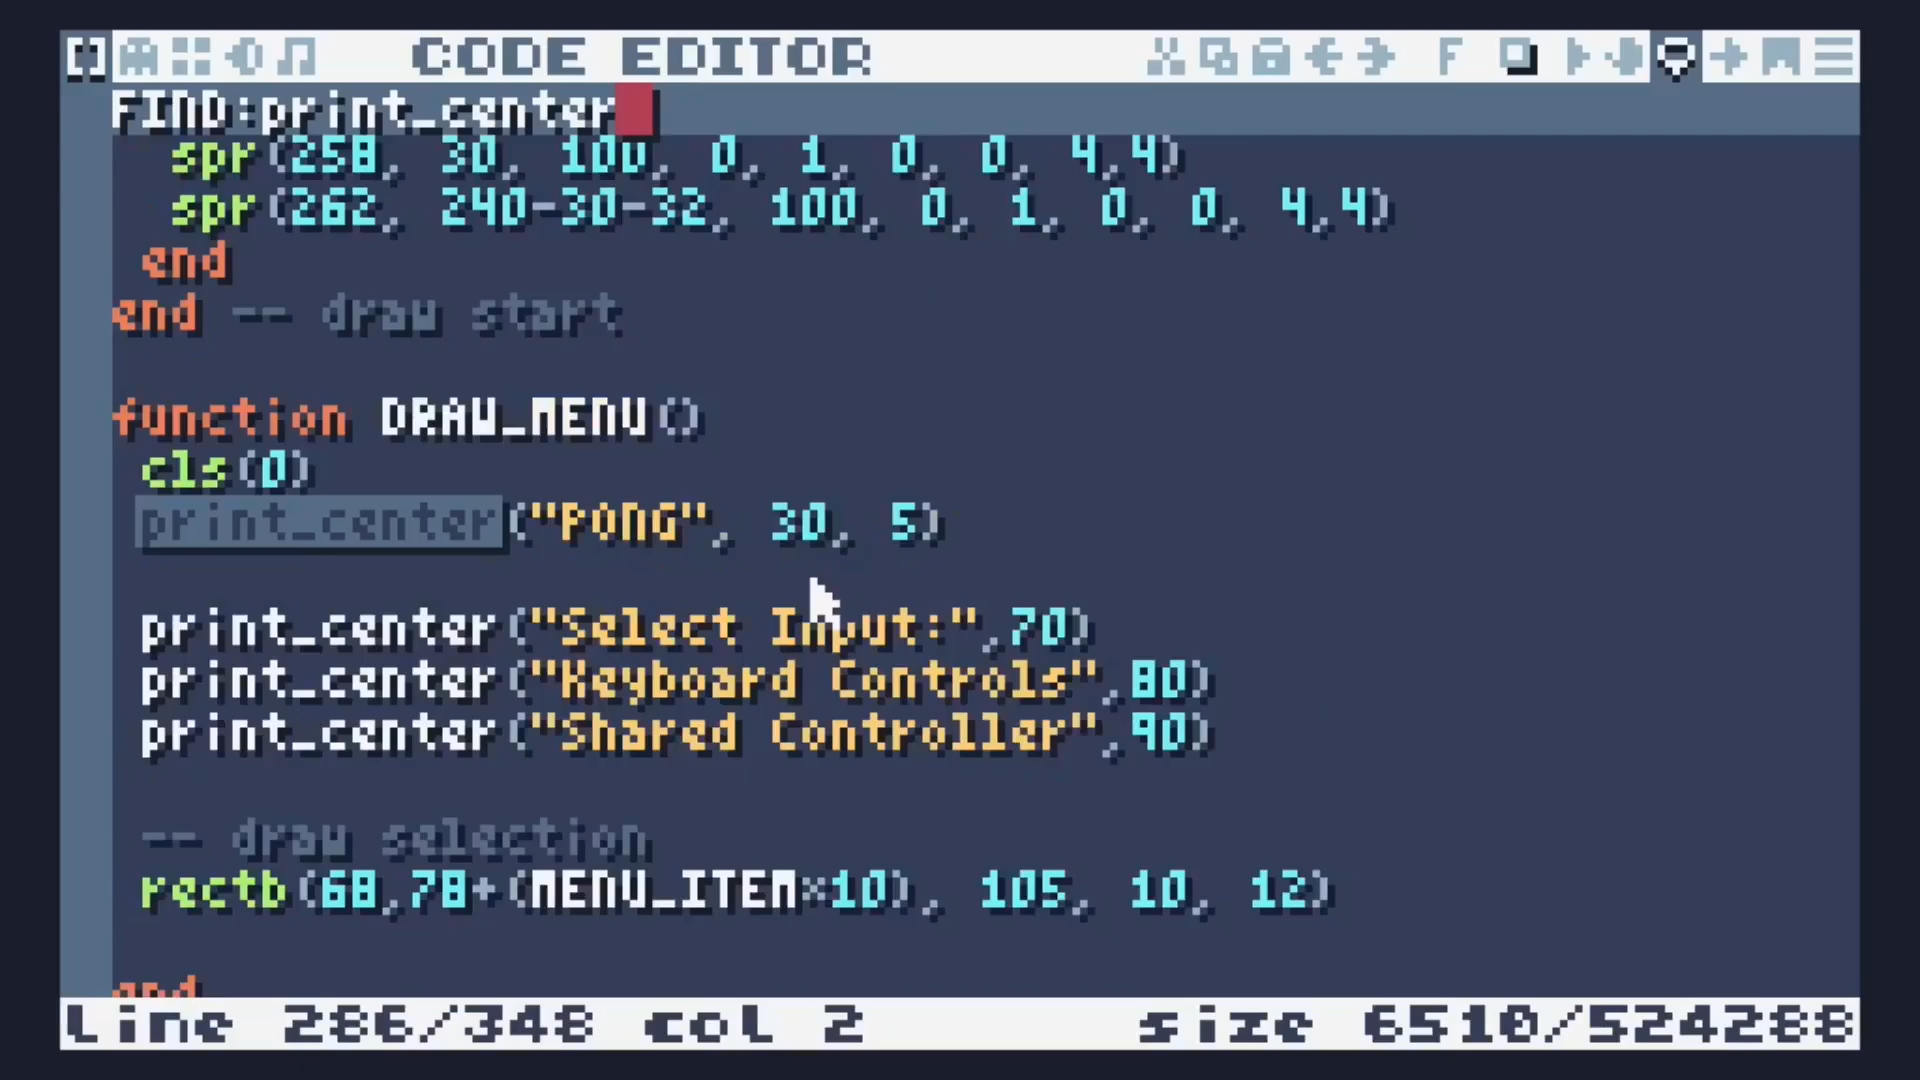 CODE EDITOR
F
FIND:print_center
spr(258, 30, 100, 0, 1, 0, 0, 4,4)
spr(262, 240-30-32, 100, 0, 1, 0, 0, 4,4)
end
end -- draw start
function DRAW_MENU()
cls(0)
print_center("PONG", 30, 5)
print_center("Select Input:",70)
print_center("Keyboard Controls",80)
print_center("Shared Controller",90)
-- draw selection
rectb(68,78+(MENU_ITEM*10), 105, 10, 12)
end
line 286/348 col 2
size 6510/524288